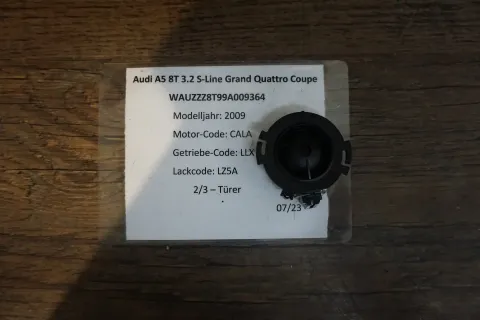 Audi A5 8T 3.2 S-Line Grand Quattro Coupe
WAUZZZ8T99A009364
Modelljahr: 2009
Motor-Code: CALA
Getriebe-Code: LLX
Lackcode: LZ5A
2/3 – Türer
07/23